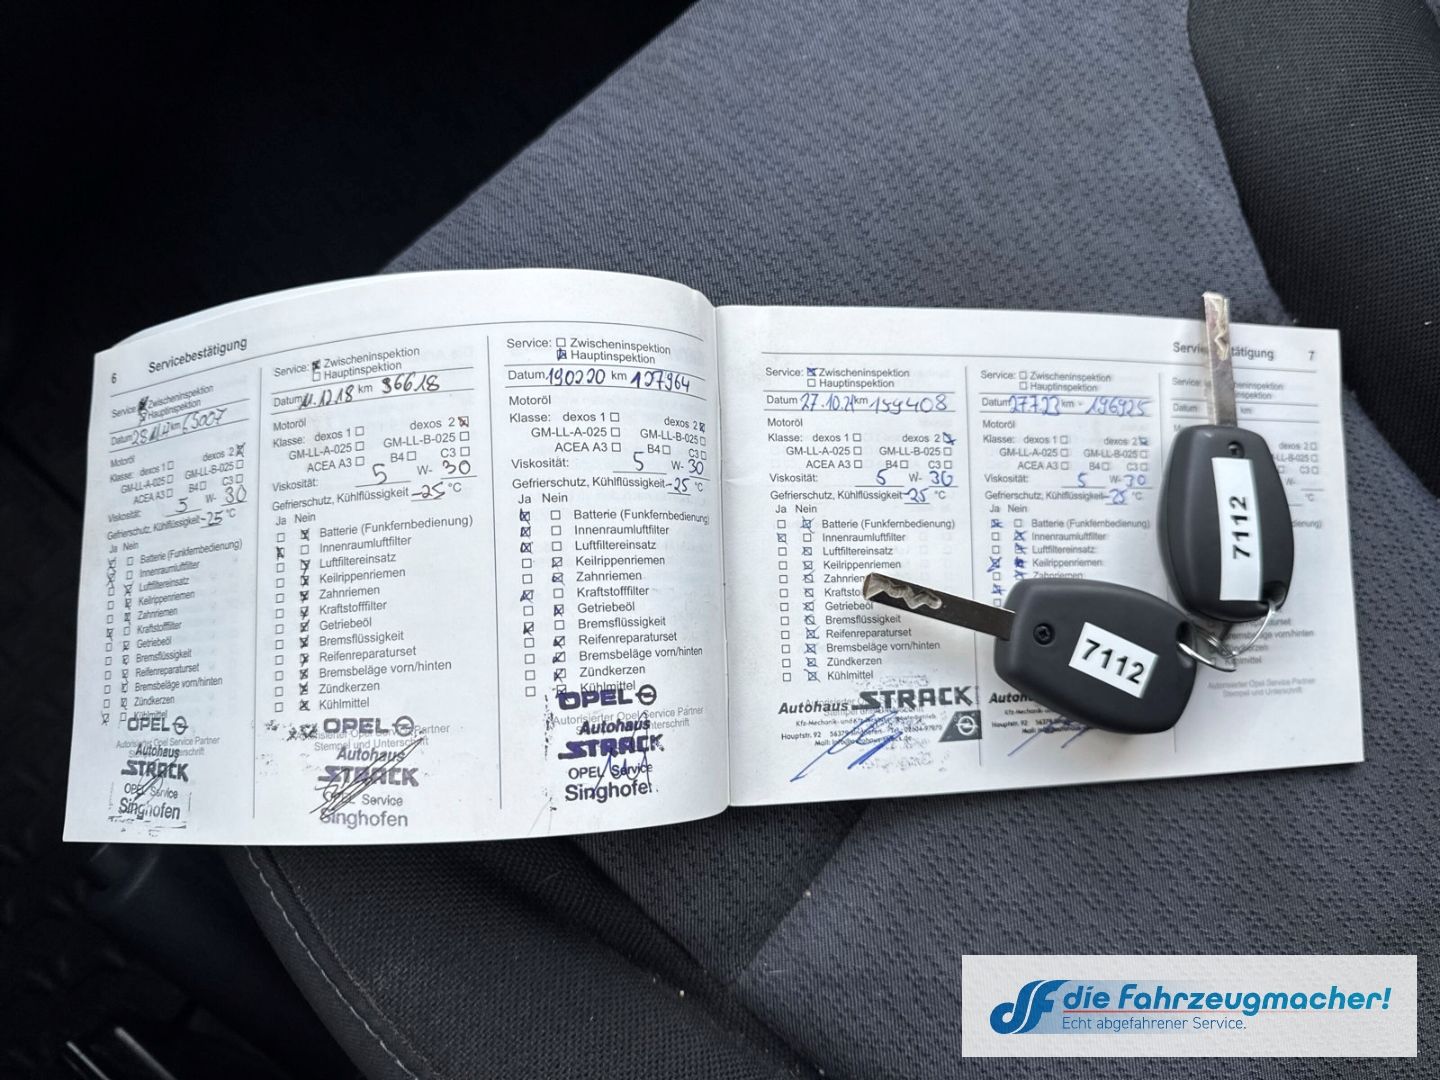 6 Servicebestätigung
Service: Zwischeninspektion
Hauptinspektion
Datum km 65007
Motoröl
Klasse: dexos 1 dexos 2
GM-LL-A-025 GM-LL-B-025
ACEA A3 B4 C3
Viskosität: 5 W- 30
Gefrierschutz, Kühlflüssigkeit -25 °C
Ja Nein
Batterie (Funkfernbedienung)
Innenraumluftfilter
Luftfiltereinsatz
Keilrippenriemen
Zahnriemen
Kraftstofffilter
Getriebeöl
Bremsflüssigkeit
Reifenreparaturset
Bremsbeläge vorn/hinten
Zündkerzen
Kühlmittel
OPEL
Autorisierter Opel Service Partner
Autohaus
STRACK
OPEL Service
Singhofen
Service: Zwischeninspektion
Hauptinspektion
Datum 11.12.18 km 96618
Motoröl
Klasse: dexos 1 dexos 2
GM-LL-A-025 GM-LL-B-025
ACEA A3 B4 C3
Viskosität: 5 W- 30
Gefrierschutz, Kühlflüssigkeit -25 °C
Ja Nein
Batterie (Funkfernbedienung)
Innenraumluftfilter
Luftfiltereinsatz
Keilrippenriemen
Zahnriemen
Kraftstofffilter
Getriebeöl
Bremsflüssigkeit
Reifenreparaturset
Bremsbeläge vorn/hinten
Zündkerzen
Kühlmittel
OPEL
Autorisierter Opel Service Partner
Stempel und Unterschrift
Autohaus
STRACK
OPEL Service
Singhofen
Service: Zwischeninspektion
Hauptinspektion
Datum 190220 km 127964
Motoröl
Klasse: dexos 1 dexos 2
GM-LL-A-025 GM-LL-B-025
ACEA A3 B4 C3
Viskosität: 5 W- 30
Gefrierschutz, Kühlflüssigkeit -25 °C
Ja Nein
Batterie (Funkfernbedienung)
Innenraumluftfilter
Luftfiltereinsatz
Keilrippenriemen
Zahnriemen
Kraftstofffilter
Getriebeöl
Bremsflüssigkeit
Reifenreparaturset
Bremsbeläge vorn/hinten
Zündkerzen
Kühlmittel
OPEL
Autorisierter Opel Service Partner
Autohaus
STRACK
OPEL Service
Singhofen
7
Service: Zwischeninspektion
Hauptinspektion
Datum 27.10.21 km 159408
Motoröl
Klasse: dexos 1 dexos 2
GM-LL-A-025 GM-LL-B-025
ACEA A3 B4 C3
Viskosität: 5 W- 30
Gefrierschutz, Kühlflüssigkeit -25 °C
Ja Nein
Batterie (Funkfernbedienung)
Innenraumluftfilter
Luftfiltereinsatz
Keilrippenriemen
Zahnriemen
Getriebeöl
Bremsflüssigkeit
Reifenreparaturset
Bremsbeläge vorn/hinten
Zündkerzen
Kühlmittel
Autohaus STRACK
Hauptstr. 92
Service: Zwischeninspektion
Hauptinspektion
Datum 27.7.23 km 196925
Motoröl
Klasse: dexos 1 dexos 2
GM-LL-A-025 GM-LL-B-025
ACEA A3 B4 C3
Viskosität: 5 W- 30
Gefrierschutz, Kühlflüssigkeit -25 °C
Ja Nein
Batterie (Funkfernbedienung)
Innenraumluftfilter
Luftfiltereinsatz
Keilrippenriemen
Zahnriemen
Hauptstr. 92
Datum km
Autorisierter Opel Service Partner
Stempel und Unterschrift
7112
7112
die Fahrzeugmacher!
Echt abgefahrener Service.